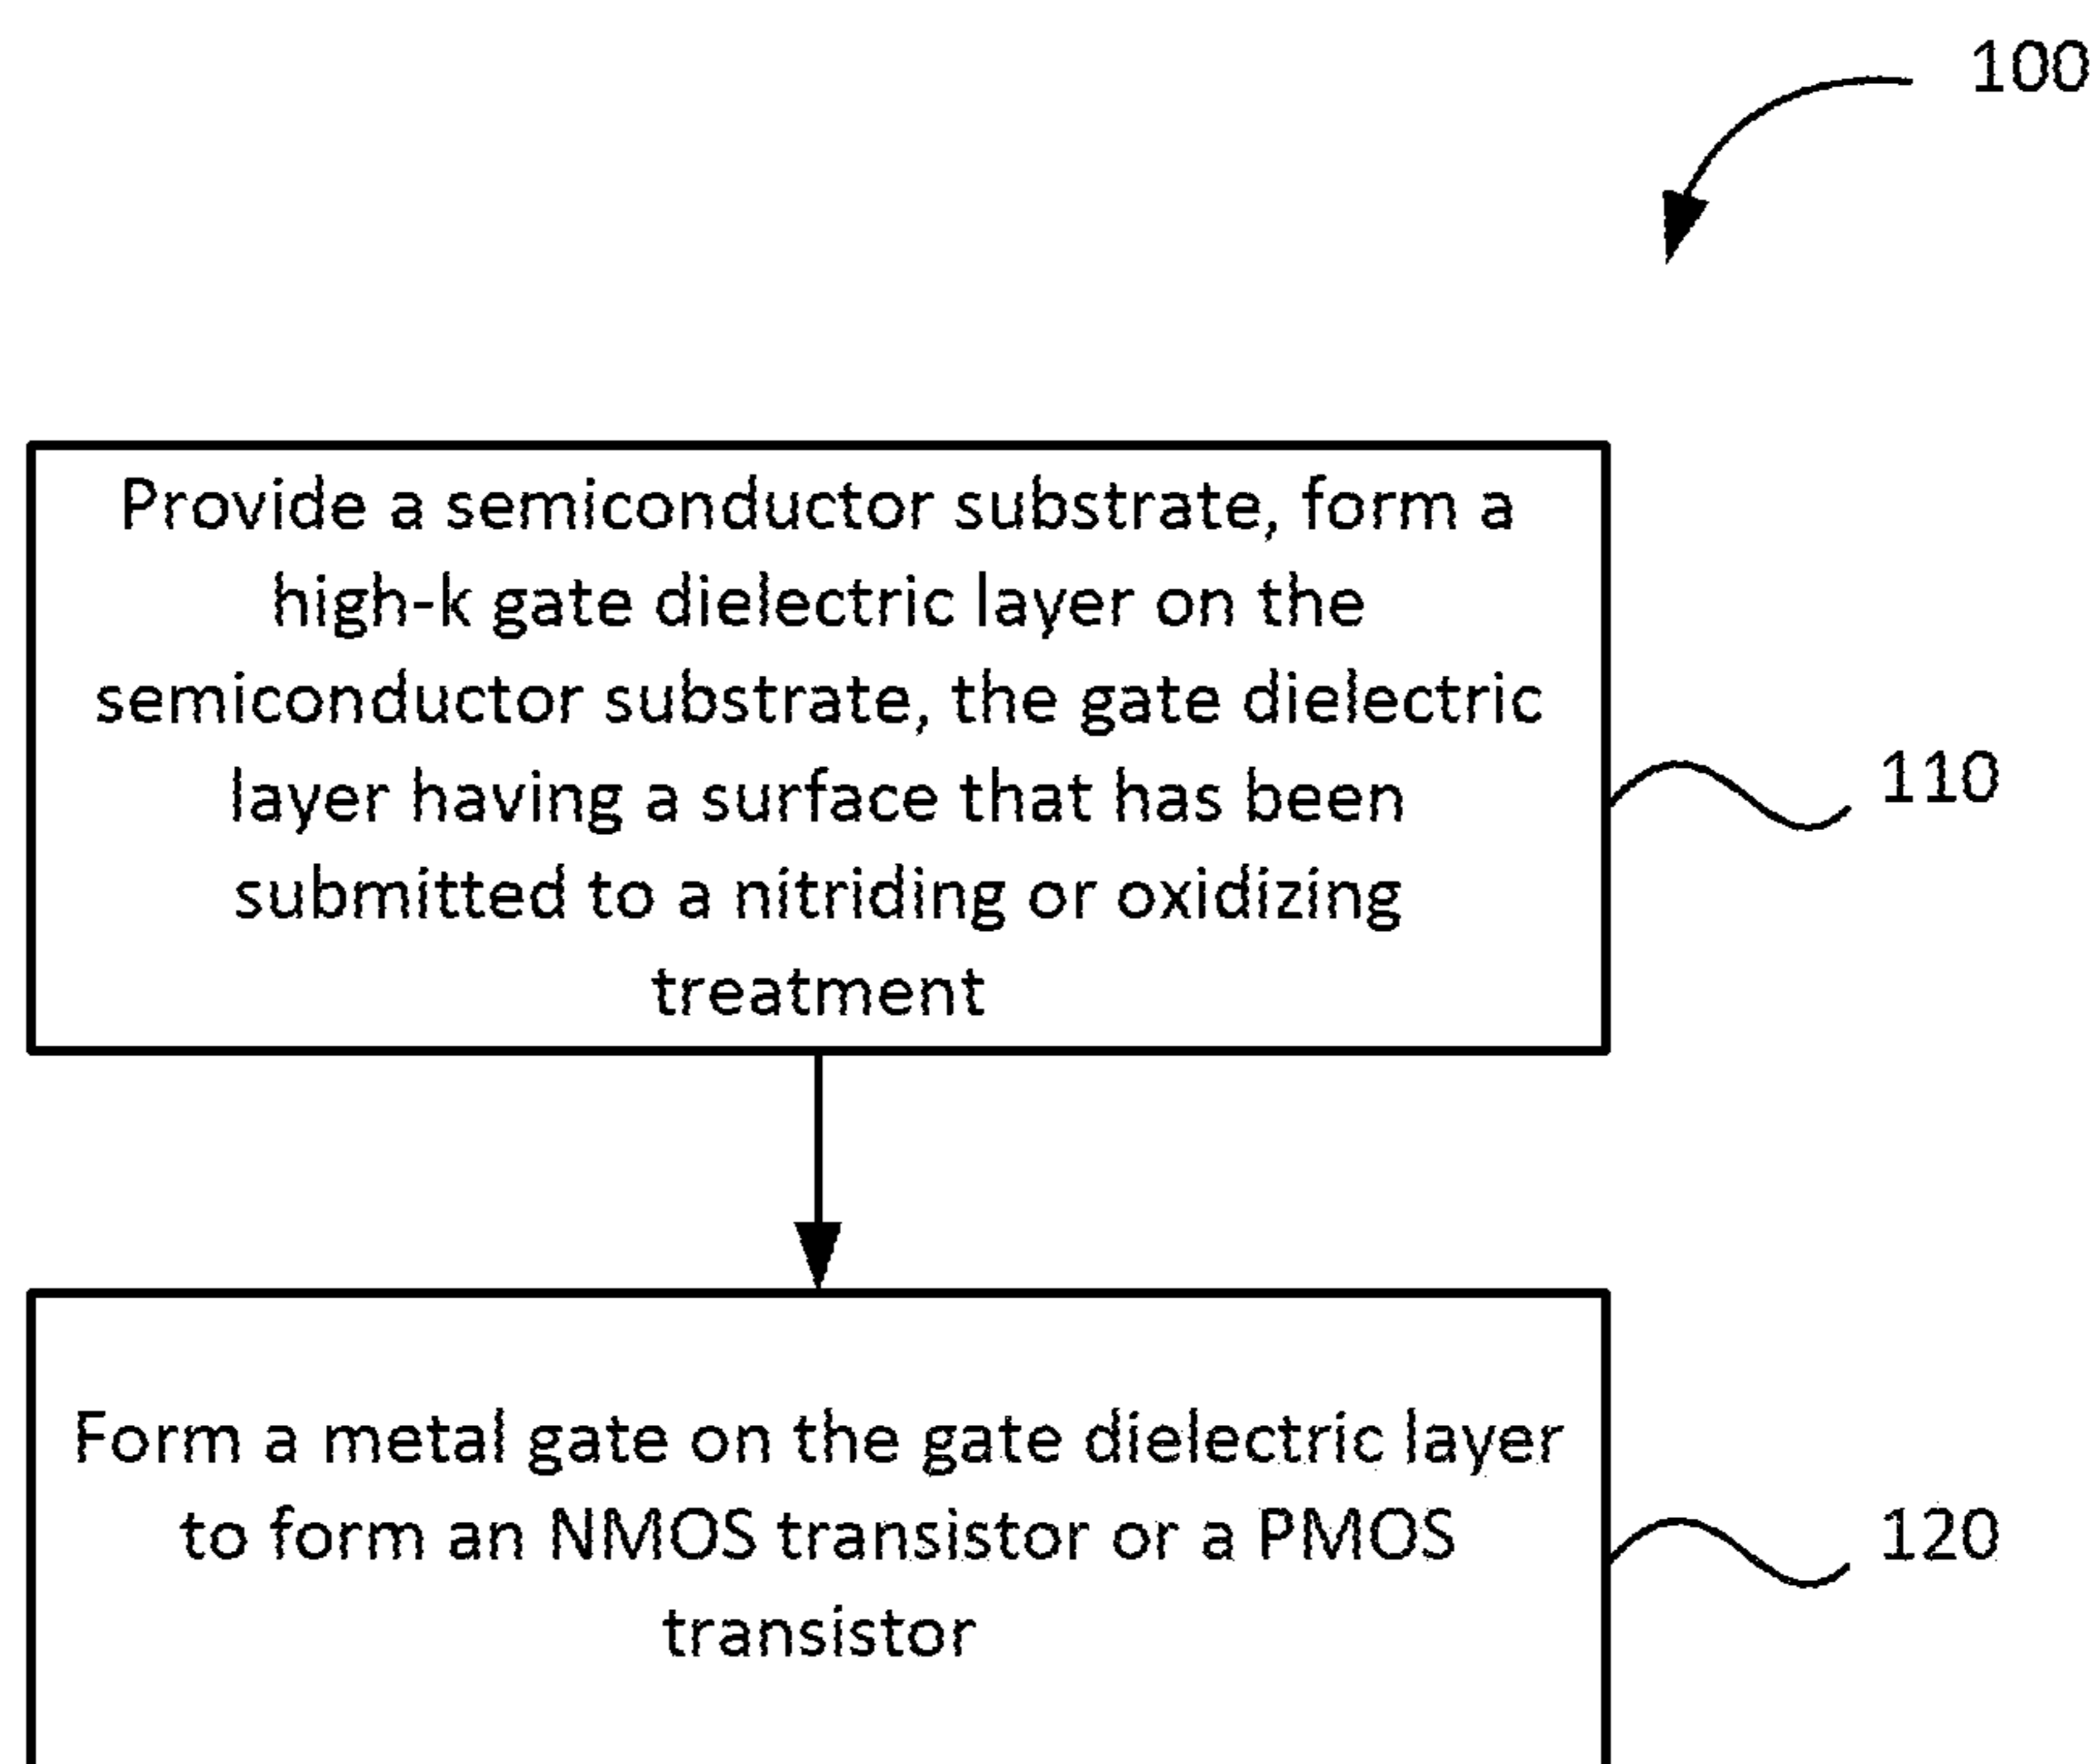 100
Provide a semiconductor substrate, form a
high-k gate dielectric layer on the
semiconductor substrate, the gate dielectric
layer having a surface that has been
submitted to a nitriding or oxidizing
treatment
110
Form a metal gate on the gate dielectric layer
to form an NMOS transistor or a PMOS
transistor
120